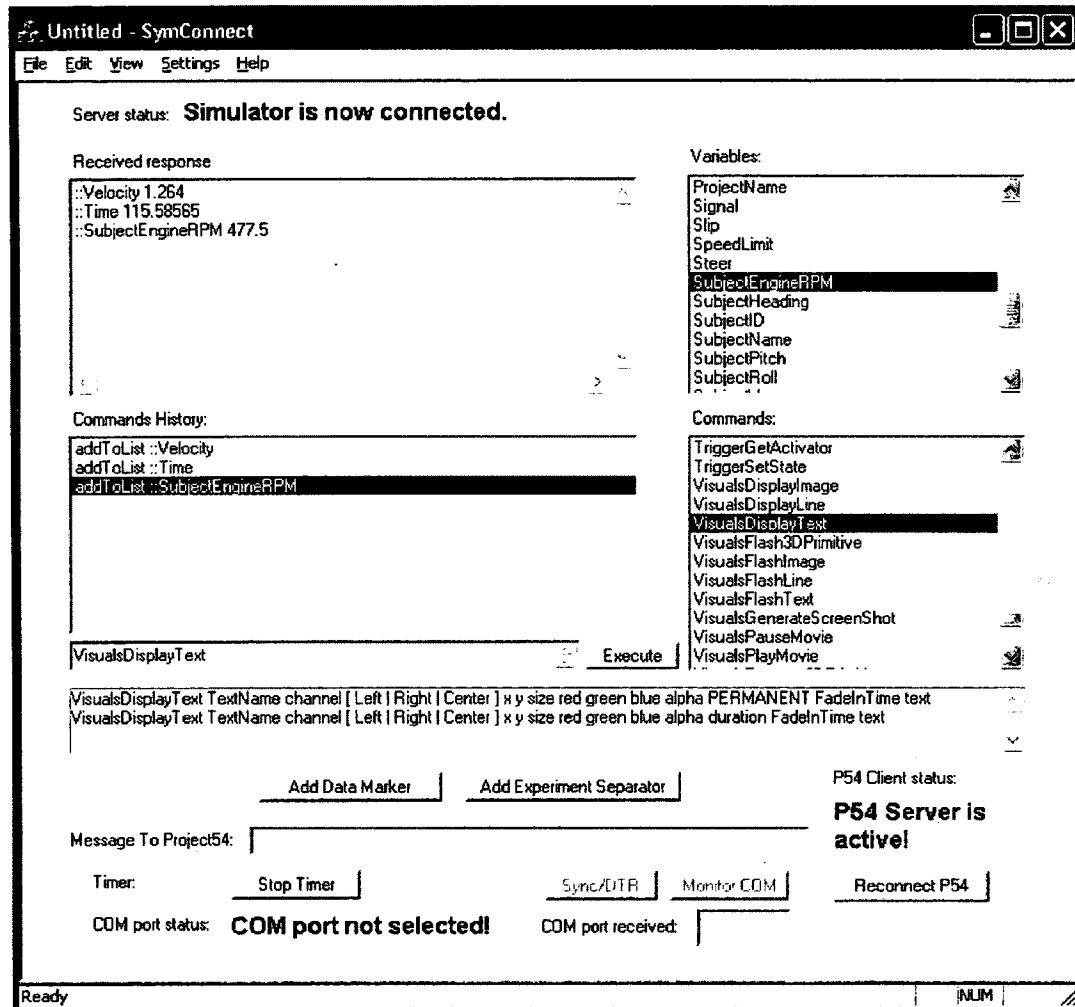 Untitled - SymConnect
File Edit View Settings Help
Server status: Simulator is now connected.
Received response
::Velocity 1.264
::Time 115.58565
::SubjectEngineRPM 477.5
Variables:
ProjectName
Signal
Slip
SpeedLimit
Steer
SubjectEngineRPM
SubjectHeading
SubjectID
SubjectName
SubjectPitch
SubjectRoll
Commands History:
addToList ::Velocity
addToList ::Time
addToList ::SubjectEngineRPM
Commands:
TriggerGetActivator
TriggerSetState
VisualsDisplayImage
VisualsDisplayLine
VisualsDisplayText
VisualsFlash3DPrimitive
VisualsFlashImage
VisualsFlashLine
VisualsFlashText
VisualsGenerateScreenShot
VisualsPauseMovie
VisualsPlayMovie
VisualsDisplayText Execute
VisualsDisplayText TextName channel [ Left | Right | Center ] x y size red green blue alpha PERMANENT FadeInTime text
VisualsDisplayText TextName channel [ Left | Right | Center ] x y size red green blue alpha duration FadeInTime text
Add Data Marker Add Experiment Separator
P54 Client status:
P54 Server is
active!
Message To Project54:
Timer: Stop Timer Sync/DTR Monitor COM Reconnect P54
COM port status: COM port not selected! COM port received:
Ready NUM